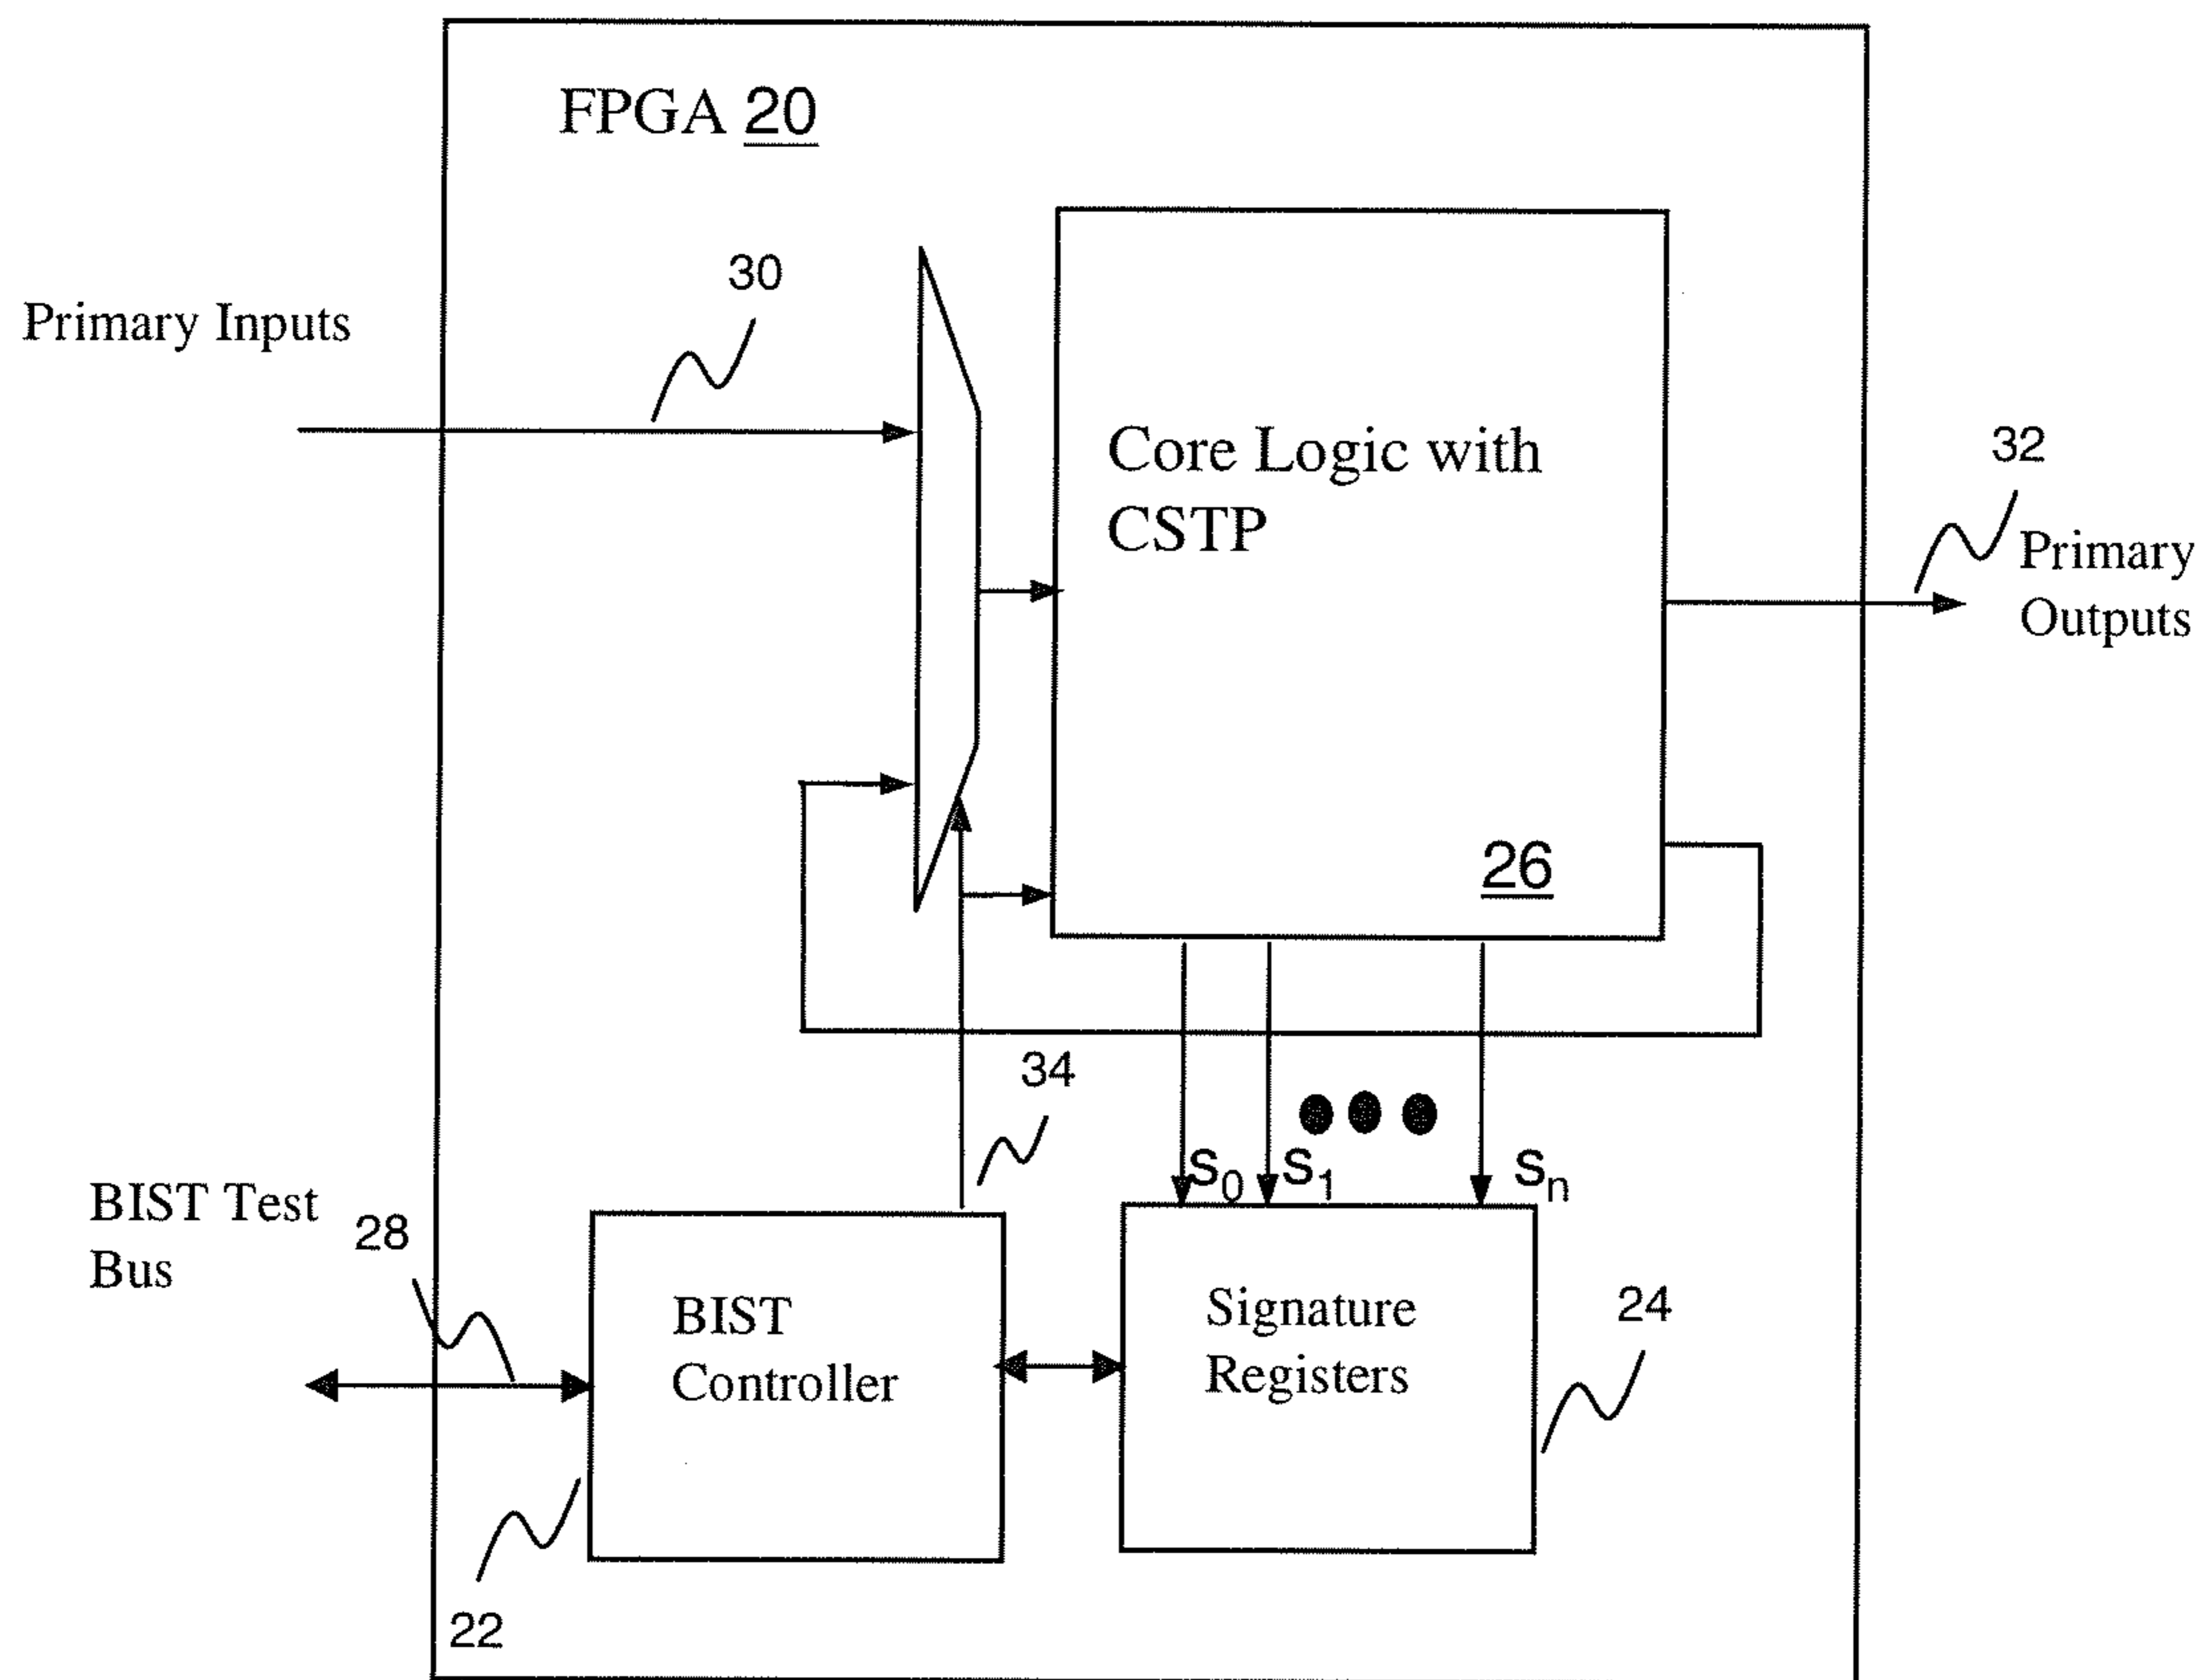 FPGA 20
30
Primary Inputs
Core Logic with
CSTP
32
Primary
Outputs
26
34
S0 S1 Sn
BIST Test
Bus
28
BIST
Controller
Signature
Registers
24
22